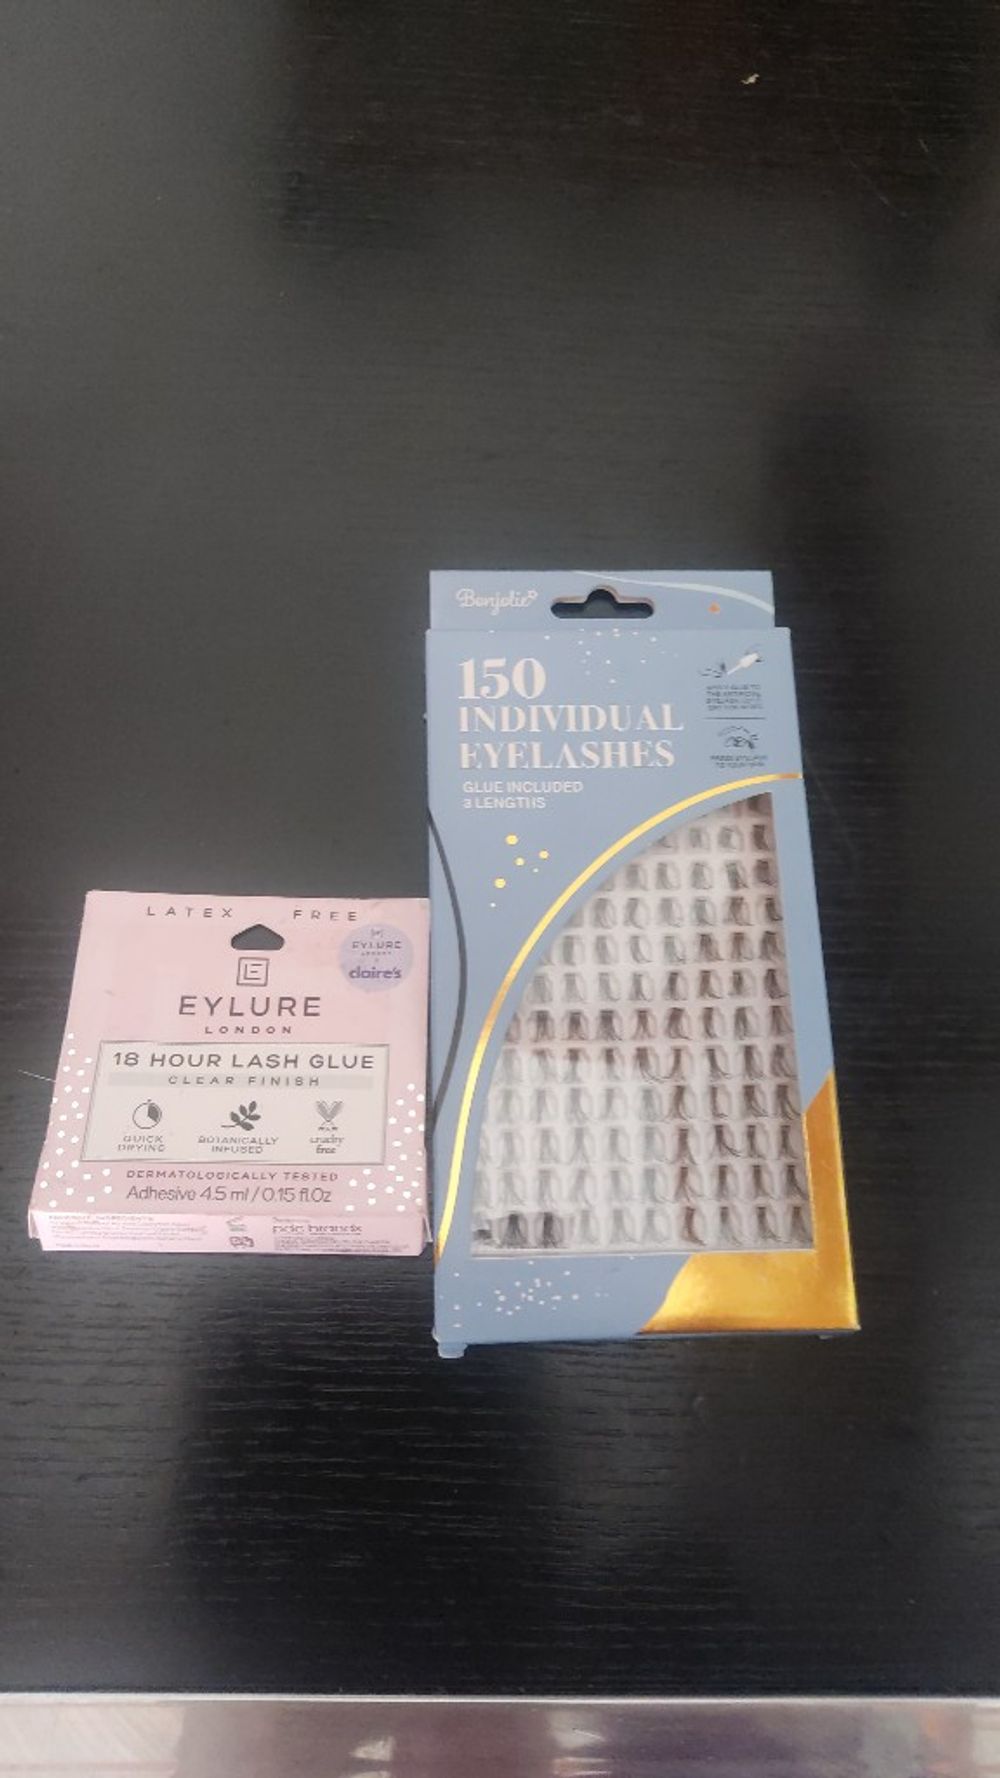 Bonjolie
150
INDIVIDUAL
EYELASHES
GLUE INCLUDED
3 LENGTHS
LATEX FREE
EYLURE
LONDON
claire's
EYLURE
LONDON
18 HOUR LASH GLUE
CLEAR FINISH
QUICK
DRYING
BOTANICALLY
INFUSED
cruelty
free
DERMATOLOGICALLY TESTED
Adhesive 4.5 ml / 0.15 fl.Oz